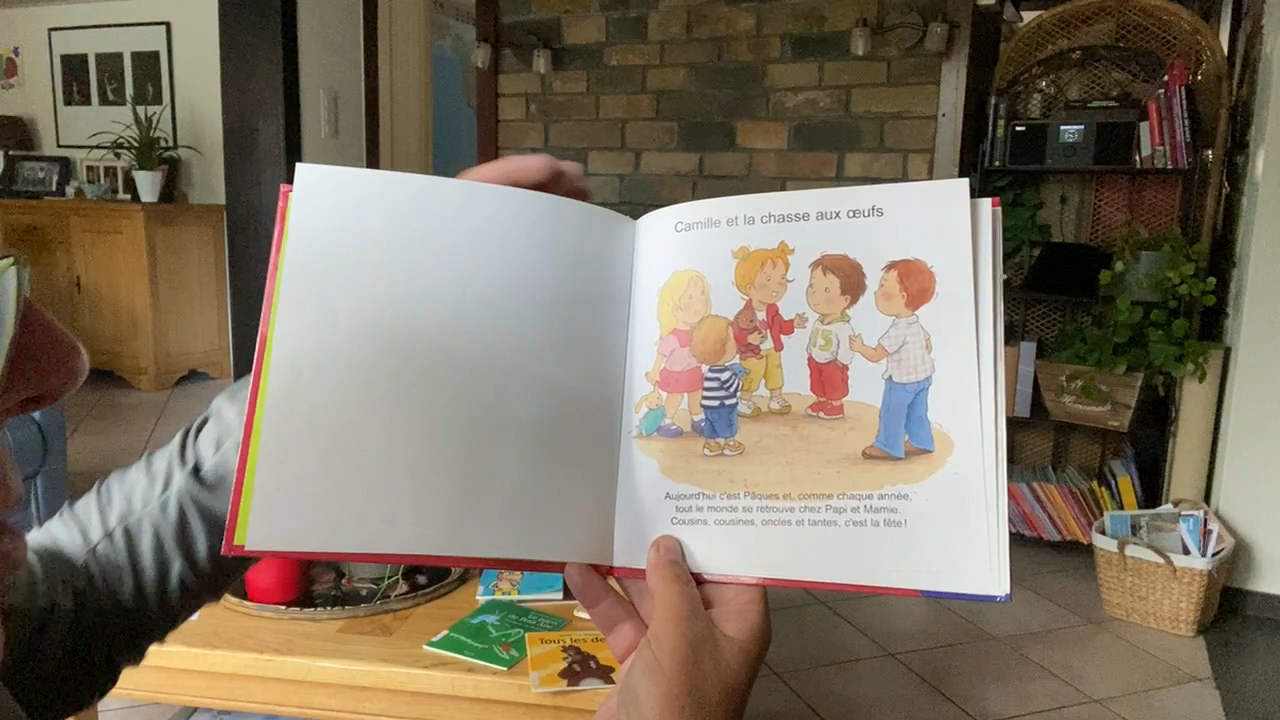 Camille et la chasse aux œufs
15
Aujourd'hui c'est Pâques et, comme chaque année,
tout le monde se retrouve chez Papi et Mamie.
Cousins, cousines, oncles et tantes, c'est la fête !
Tous les de